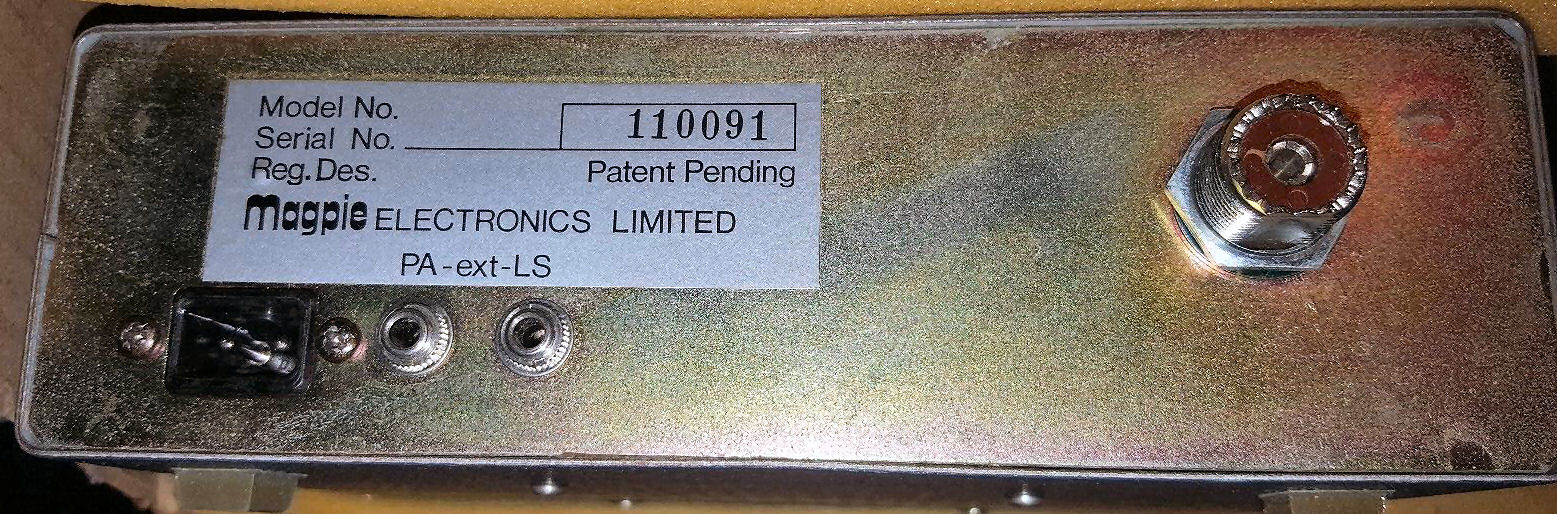 Model No.
Serial No. 110091
Reg. Des. Patent Pending
Magpie ELECTRONICS LIMITED
PA-ext-LS